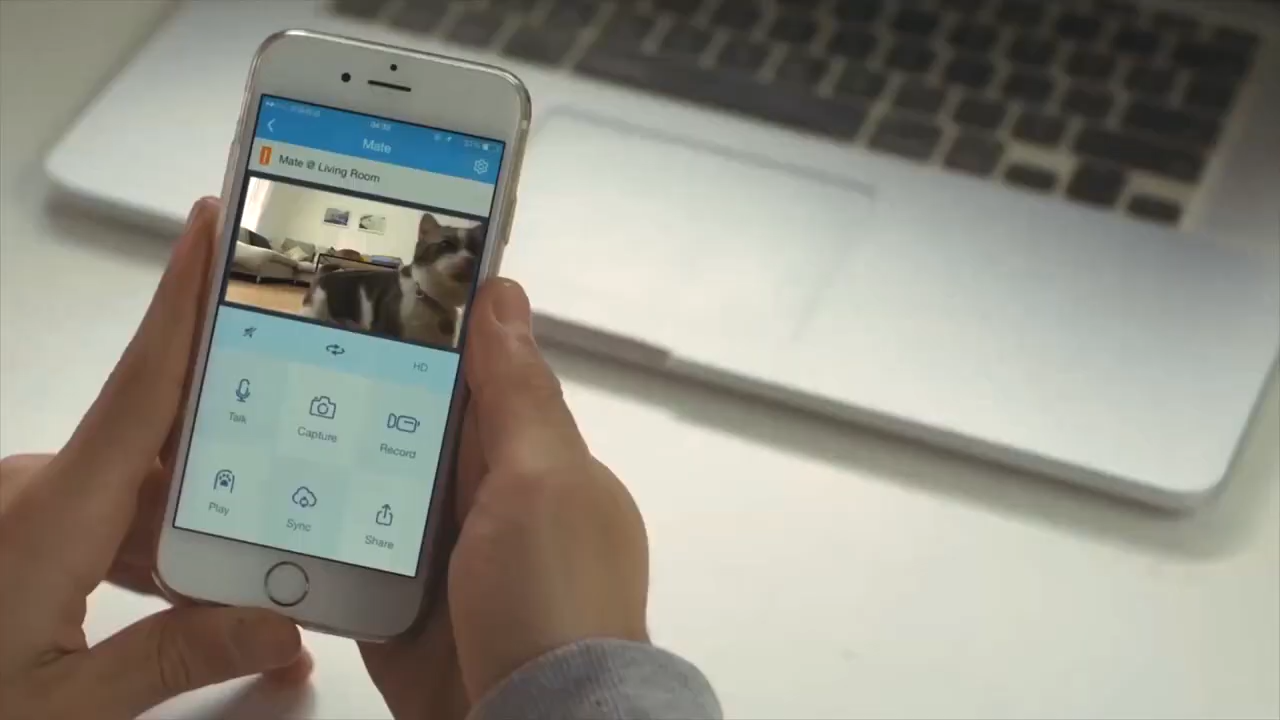 Mate
Mate @ Living Room
HD
Talk
Capture
Record
Play
Sync
Share